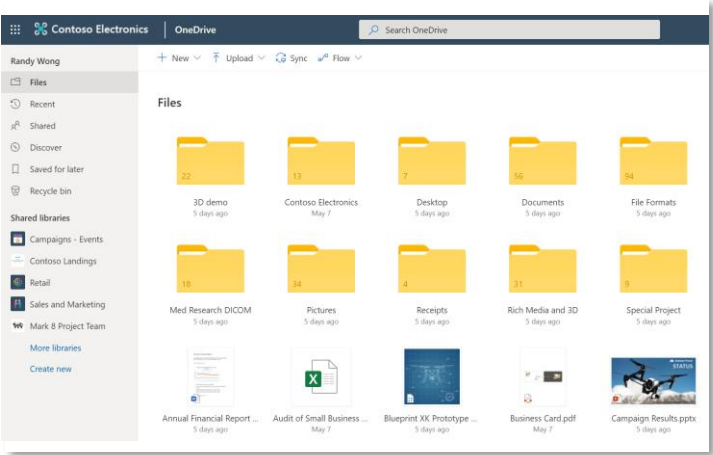 Contoso Electronics
OneDrive
Search OneDrive
Randy Wong
New
Upload
Sync
Flow
Files
Recent
Shared
Discover
Saved for later
Recycle bin
Shared libraries
Campaigns - Events
Contoso Landings
Retail
Sales and Marketing
Mark 8 Project Team
More libraries
Create new
Files
22 13 7 56 94
3D demo Contoso Electronics Desktop Documents File Formats
5 days ago May 7 5 days ago 5 days ago 5 days ago
18 34 4 31 9
Med Research DICOM Pictures Receipts Rich Media and 3D Special Project
5 days ago 5 days ago 5 days ago 5 days ago 5 days ago
STATUS
Annual Financial Report ... Audit of Small Business ... Blueprint XK Prototype ... Business Card.pdf Campaign Results.pptx
5 days ago May 7 5 days ago May 7 5 days ago